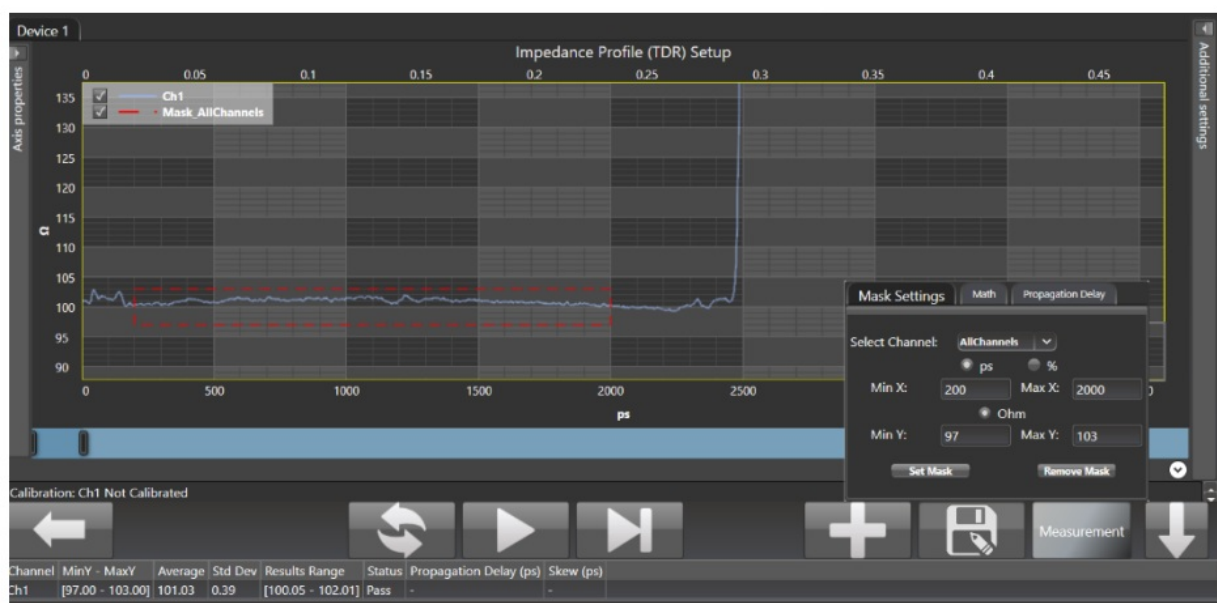 Device 1
Impedance Profile (TDR) Setup
Axis properties
Additional settings
0 0.05 0.1 0.15 0.2 0.25 0.3 0.35 0.4 0.45
Ch1
Mask_AllChannels
135
130
125
120
115
Ω
110
105
100
95
90
0 500 1000 1500 2000 2500
ps
Mask Settings Math Propagation Delay
Select Channel: AllChannels
ps %
Min X: 200 Max X: 2000
Ohm
Min Y: 97 Max Y: 103
Set Mask Remove Mask
Calibration: Ch1 Not Calibrated
Measurement
Channel MinY - MaxY Average Std Dev Results Range Status Propagation Delay (ps) Skew (ps)
Ch1 [97.00 - 103.00] 101.03 0.39 [100.05 - 102.01] Pass - -